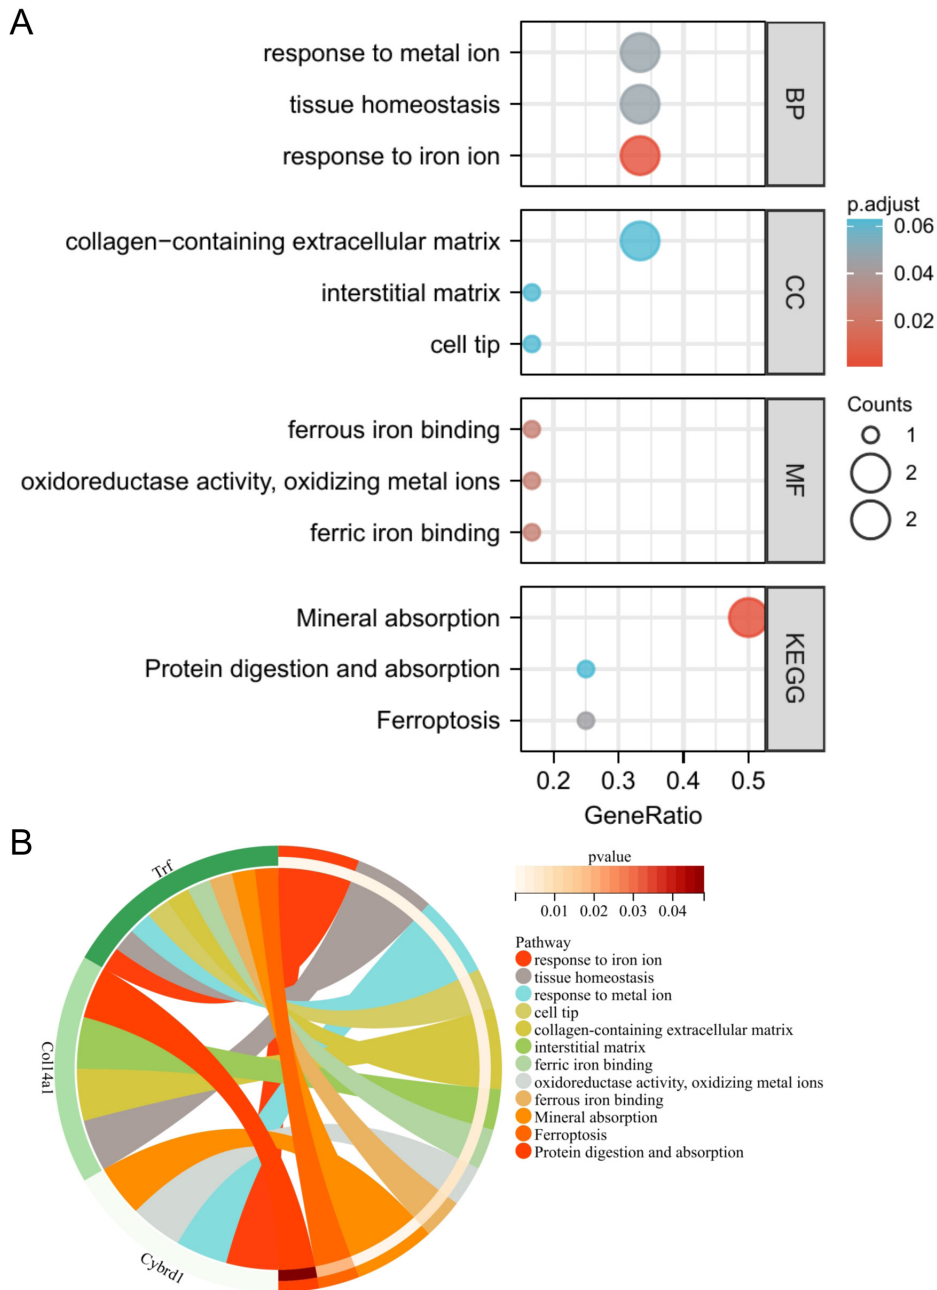 A
response to metal ion
tissue homeostasis
response to iron ion
BP
collagen−containing extracellular matrix
interstitial matrix
cell tip
CC
ferrous iron binding
oxidoreductase activity, oxidizing metal ions
ferric iron binding
MF
Mineral absorption
Protein digestion and absorption
Ferroptosis
KEGG
0.2 0.3 0.4 0.5
GeneRatio
p.adjust
0.06
0.04
0.02
Counts
1
2
2
B
Trf
Col14a1
Cybrd1
pvalue
0.01 0.02 0.03 0.04
Pathway
response to iron ion
tissue homeostasis
response to metal ion
cell tip
collagen-containing extracellular matrix
interstitial matrix
ferric iron binding
oxidoreductase activity, oxidizing metal ions
ferrous iron binding
Mineral absorption
Ferroptosis
Protein digestion and absorption